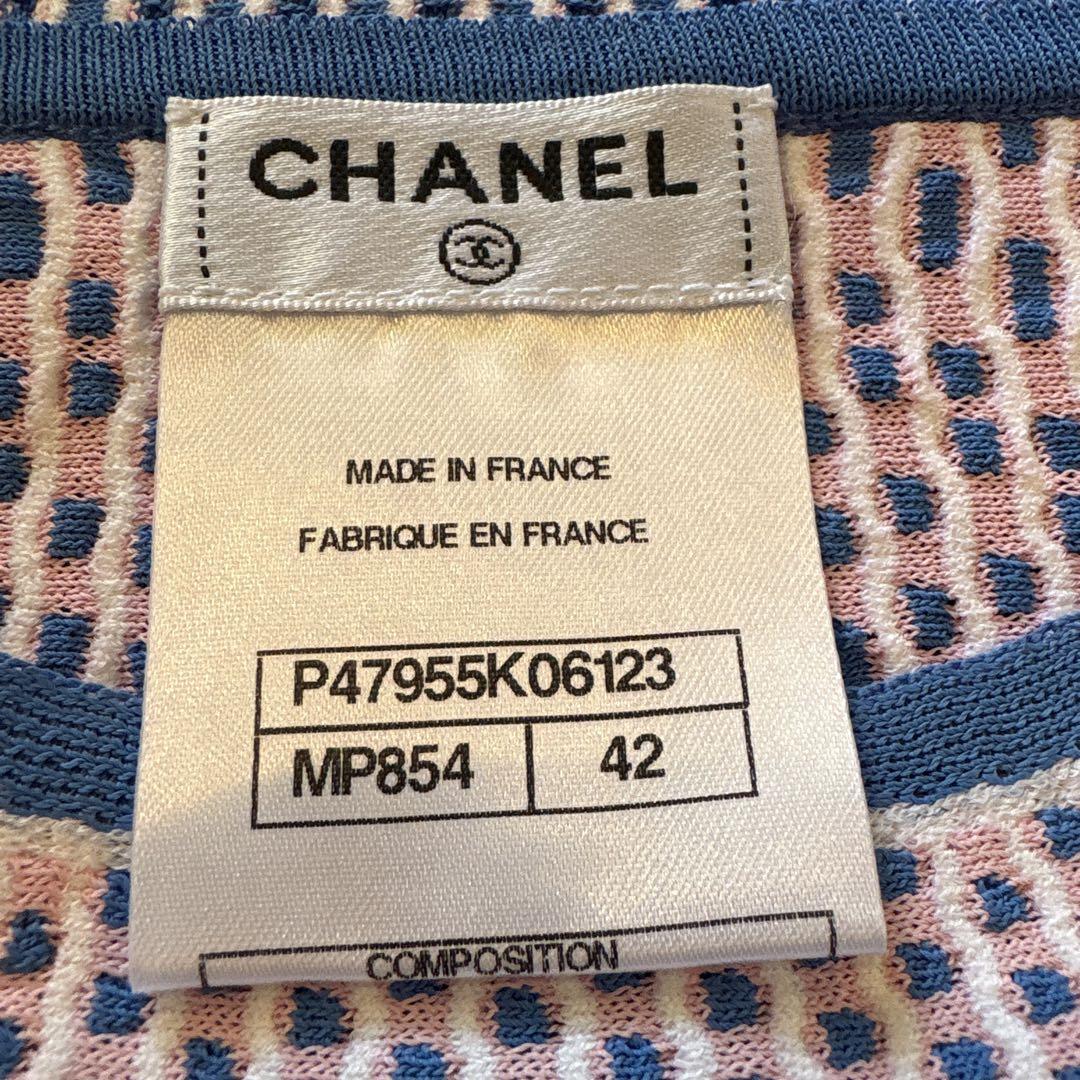 CHANEL
MADE IN FRANCE
FABRIQUE EN FRANCE
P47955K06123
MP854 42
COMPOSITION